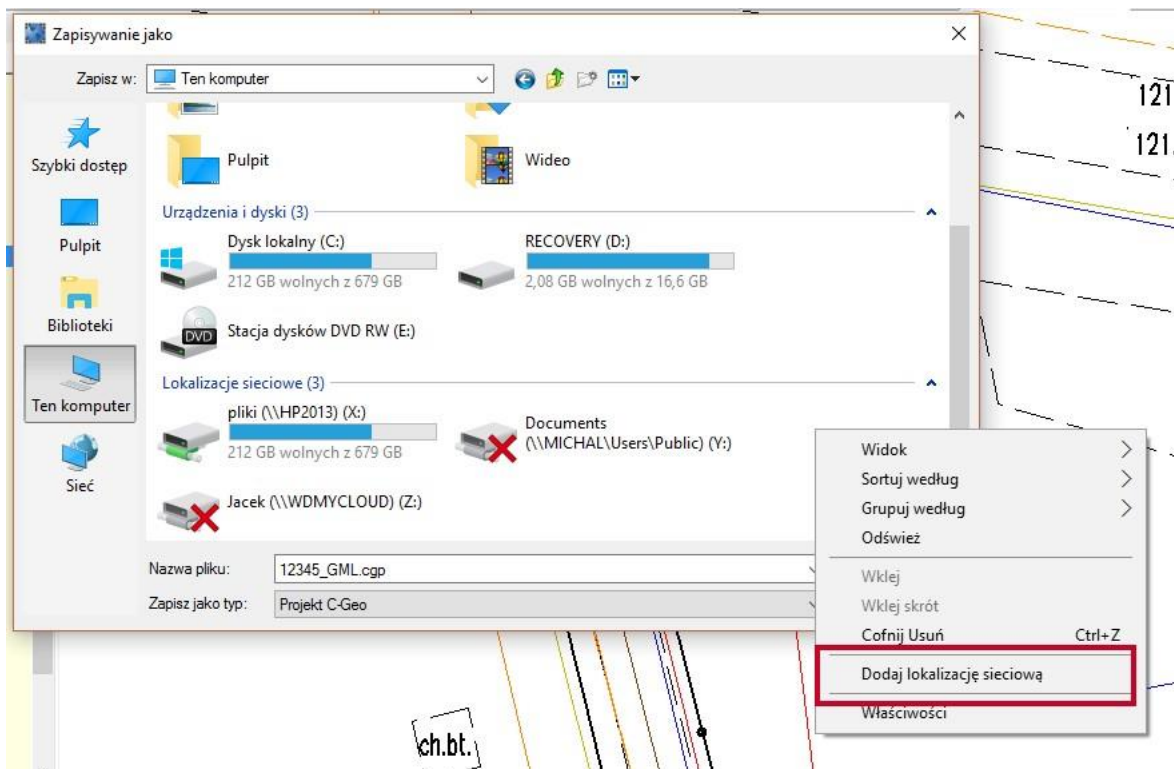 Zapisywanie jako
Zapisz w:
Ten komputer
Szybki dostęp
Pulpit
Biblioteki
Ten komputer
Sieć
Pulpit
Wideo
Urządzenia i dyski (3)
Dysk lokalny (C:)
212 GB wolnych z 679 GB
RECOVERY (D:)
2,08 GB wolnych z 16,6 GB
DVD
Stacja dysków DVD RW (E:)
Lokalizacje sieciowe (3)
pliki (\\HP2013) (X:)
212 GB wolnych z 679 GB
Documents
(\\MICHAL\Users\Public) (Y:)
Jacek (\\WDMYCLOUD) (Z:)
Nazwa pliku:
12345_GML.cgp
Zapisz jako typ:
Projekt C-Geo
Widok
Sortuj według
Grupuj według
Odśwież
Wklej
Wklej skrót
Cofnij Usuń Ctrl+Z
Dodaj lokalizację sieciową
Właściwości
121
121.
ch.bt.